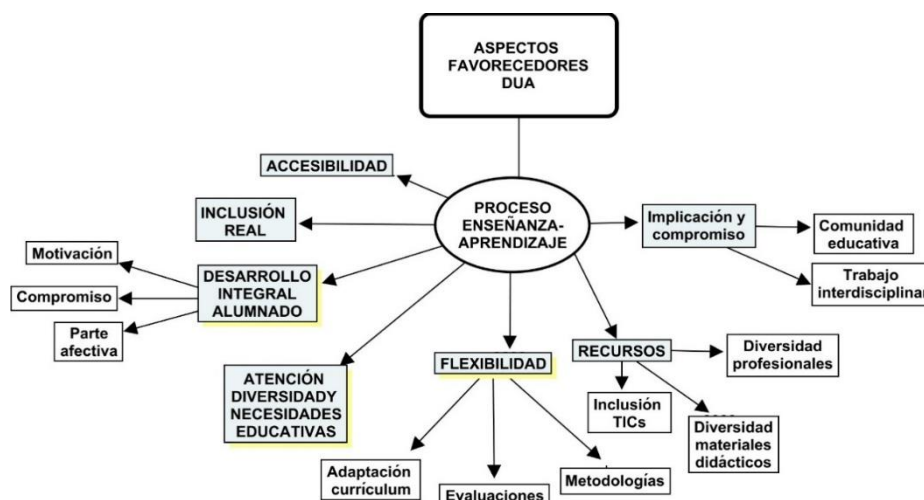 ASPECTOS
FAVORECEDORES
DUA
ACCESIBILIDAD
PROCESO
ENSEÑANZA-
APRENDIZAJE
INCLUSIÓN
REAL
Implicación y
compromiso
Comunidad
educativa
Trabajo
interdisciplinar
Motivación
Compromiso
Parte
afectiva
DESARROLLO
INTEGRAL
ALUMNADO
ATENCIÓN
DIVERSIDADY
NECESIDADES
EDUCATIVAS
FLEXIBILIDAD
Adaptación
currículum
Evaluaciones
Metodologías
RECURSOS
Diversidad
profesionales
Inclusión
TICs
Diversidad
materiales
didácticos